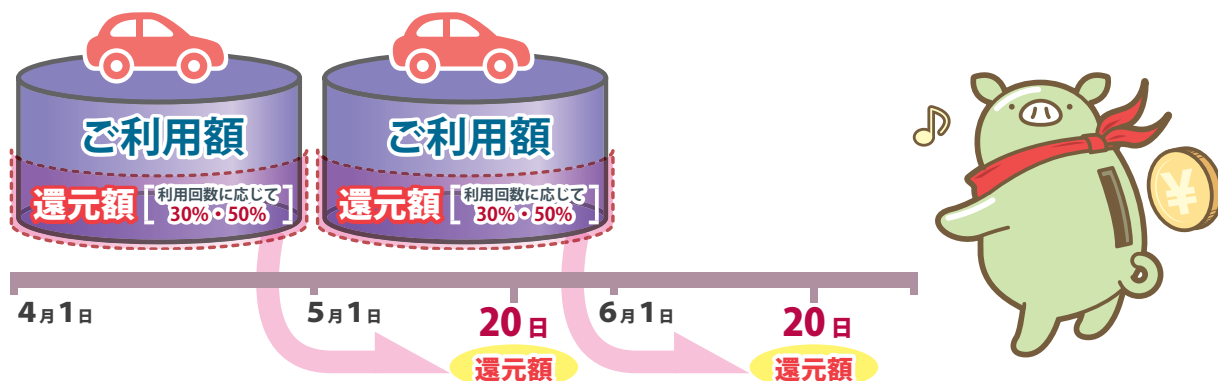 ご利用額
還元額[利用回数に応じて
30%・50%]
ご利用額
還元額[利用回数に応じて
30%・50%]
4月1日
5月1日
20日
6月1日
20日
還元額
還元額
¥